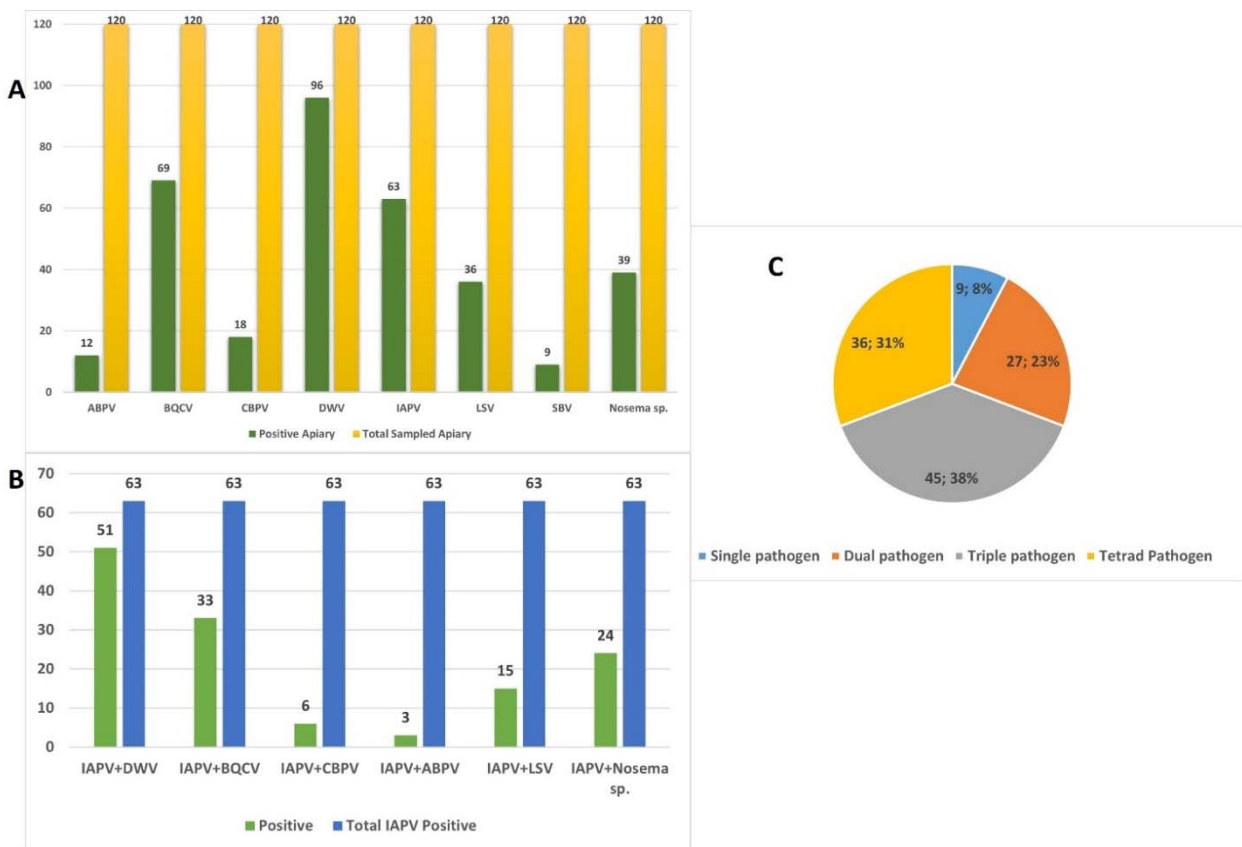 A
120
100
80
60
40
20
0
12 120 69 120 18 120 96 120 63 120 36 120 9 120 39 120
ABPV BQCV CBPV DWV IAPV LSV SBV Nosema sp.
Positive Apiary Total Sampled Apiary
B
70
60
50
40
30
20
10
0
51 63 33 63 6 63 3 63 15 63 24 63
IAPV+DWV IAPV+BQCV IAPV+CBPV IAPV+ABPV IAPV+LSV IAPV+Nosema
sp.
Positive Total IAPV Positive
C
9; 8%
27; 23%
45; 38%
36; 31%
Single pathogen Dual pathogen Triple pathogen Tetrad Pathogen